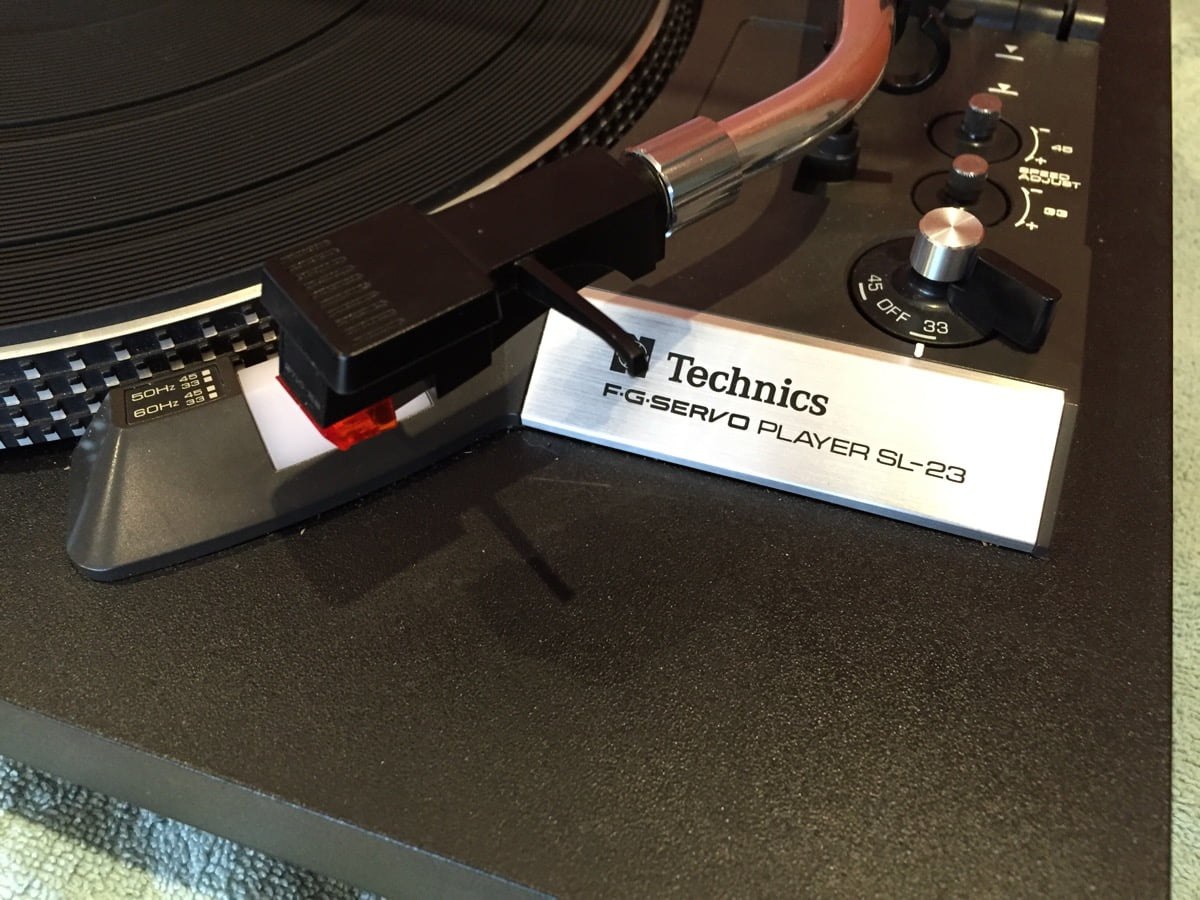 45
SPEED
ADJUST
33
45 OFF 33
50Hz 45
33
60Hz 45
33
Technics
F·G·SERVO PLAYER SL-23